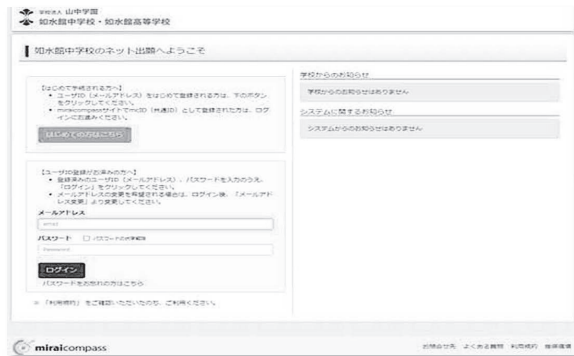 学校法人 山中学園
如水館中学校・如水館高等学校
如水館中学校のネット出願へようこそ
【はじめて手続きされる方へ】
• ユーザID（メールアドレス）をはじめて登録される方は、下のボタン
をクリックしてください。
• miraicompassサイトでmcID（共通ID）として登録された方は、ログ
インにお進みください。
はじめての方はこちら
【ユーザID登録がお済みの方へ】
• 登録済みのユーザID（メールアドレス）、パスワードを入力のうえ、
「ログイン」をクリックしてください。
• メールアドレスの変更を希望される場合は、ログイン後、「メールアド
レス変更」より変更してください。
メールアドレス
email
パスワード □ パスワードの
Password
ログイン
パスワードをお忘れの方はこちら
※ 「利用規約」をご確認いただいたのち、ご利用ください。
学校からのお知らせ
学校からのお知らせはありません
システムに関するお知らせ
システムからのお知らせはありません
miraicompass
お問合せ先 よくある質問 利用規約 推奨環境